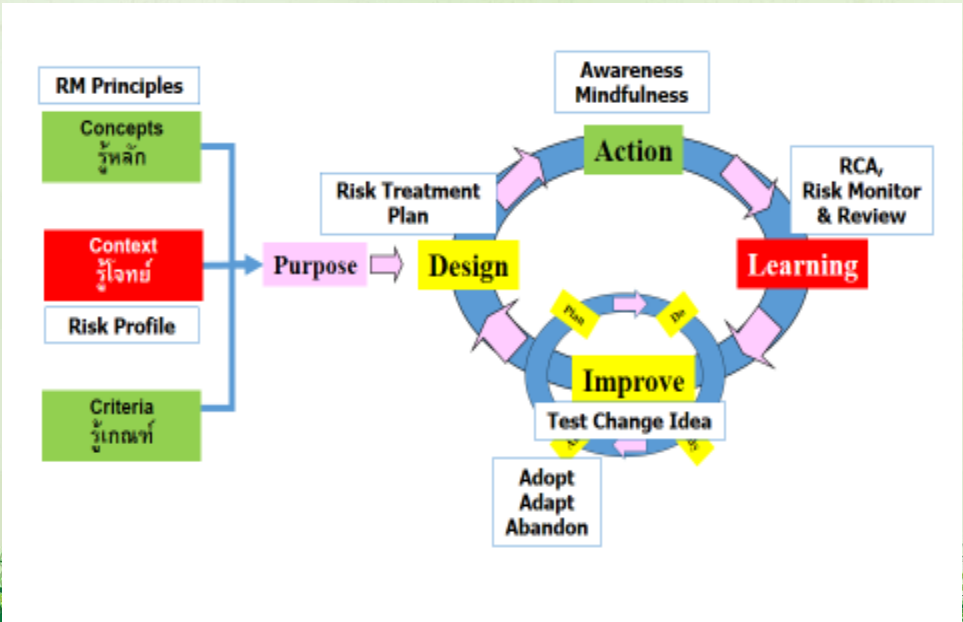 RM Principles
Concepts
รู้หลัก
Context
รู้โจทย์
Risk Profile
Criteria
รู้เกณฑ์
Purpose
Risk Treatment
Plan
Design
Awareness
Mindfulness
Action
RCA,
Risk Monitor
& Review
Learning
Plan
Do
Improve
Test Change Idea
Adopt
Adapt
Abandon